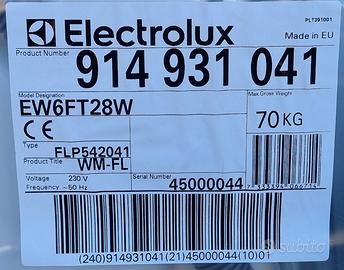 PLT391001
Electrolux
Made in EU
Product Number
914 931 041
Model Designation
EW6FT28W
Max Gross Weight
70 KG
CE
Type
FLP542041
Product Title
WM-FL
Voltage 230 V
Frequency ~50 Hz
Serial Number
45000044
(240)914931041(21)45000044(10)01
subito